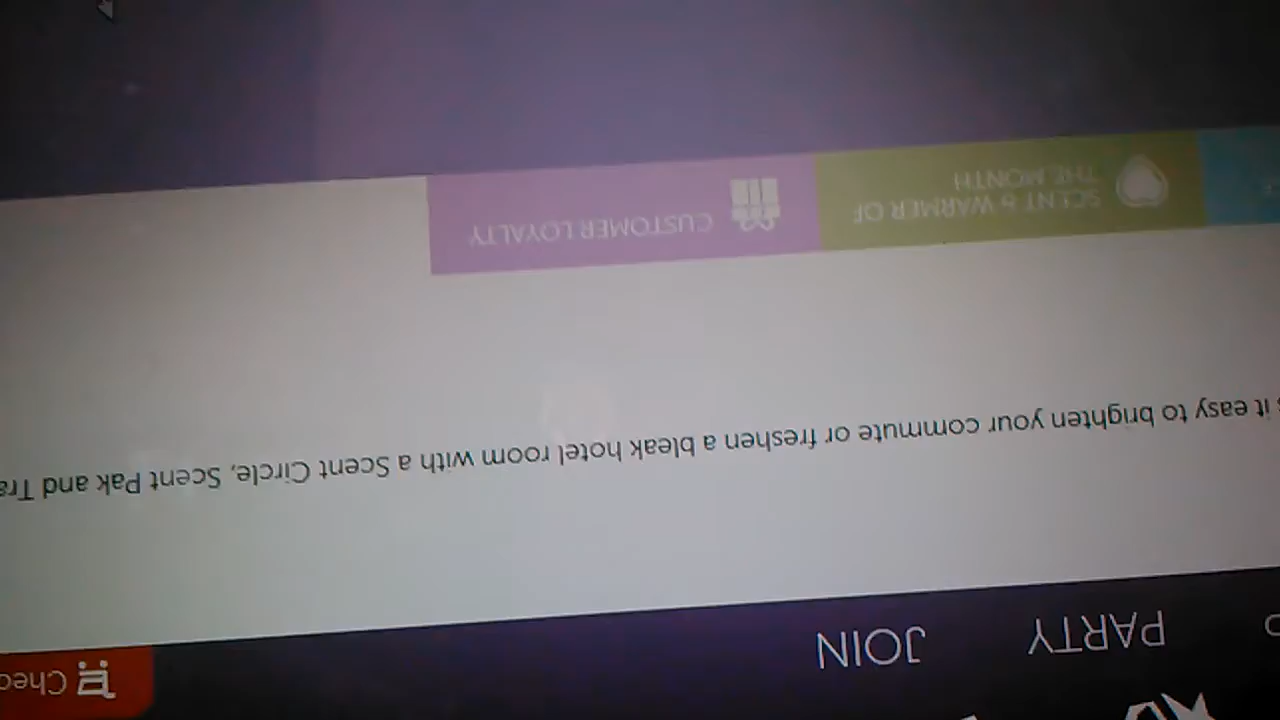 PARTY JOIN
Chec
it easy to brighten your commute or freshen a bleak hotel room with a Scent Circle, Scent Pak and Tra
SCENT & WARMER OF
THE MONTH
CUSTOMER LOYALTY